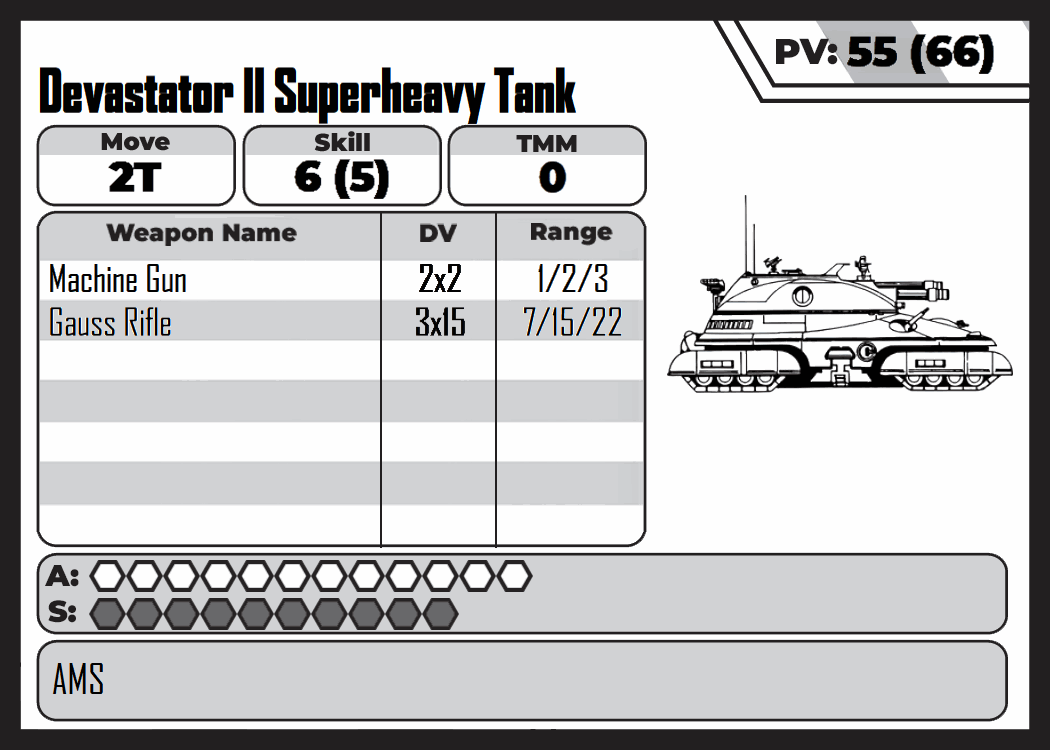 PV: 55 (66)
Devastator II Superheavy Tank
Move Skill TMM
2T 6 (5) 0
Weapon Name DV Range
Machine Gun 2x2 1/2/3
Gauss Rifle 3x15 7/15/22
A:
S:
AMS